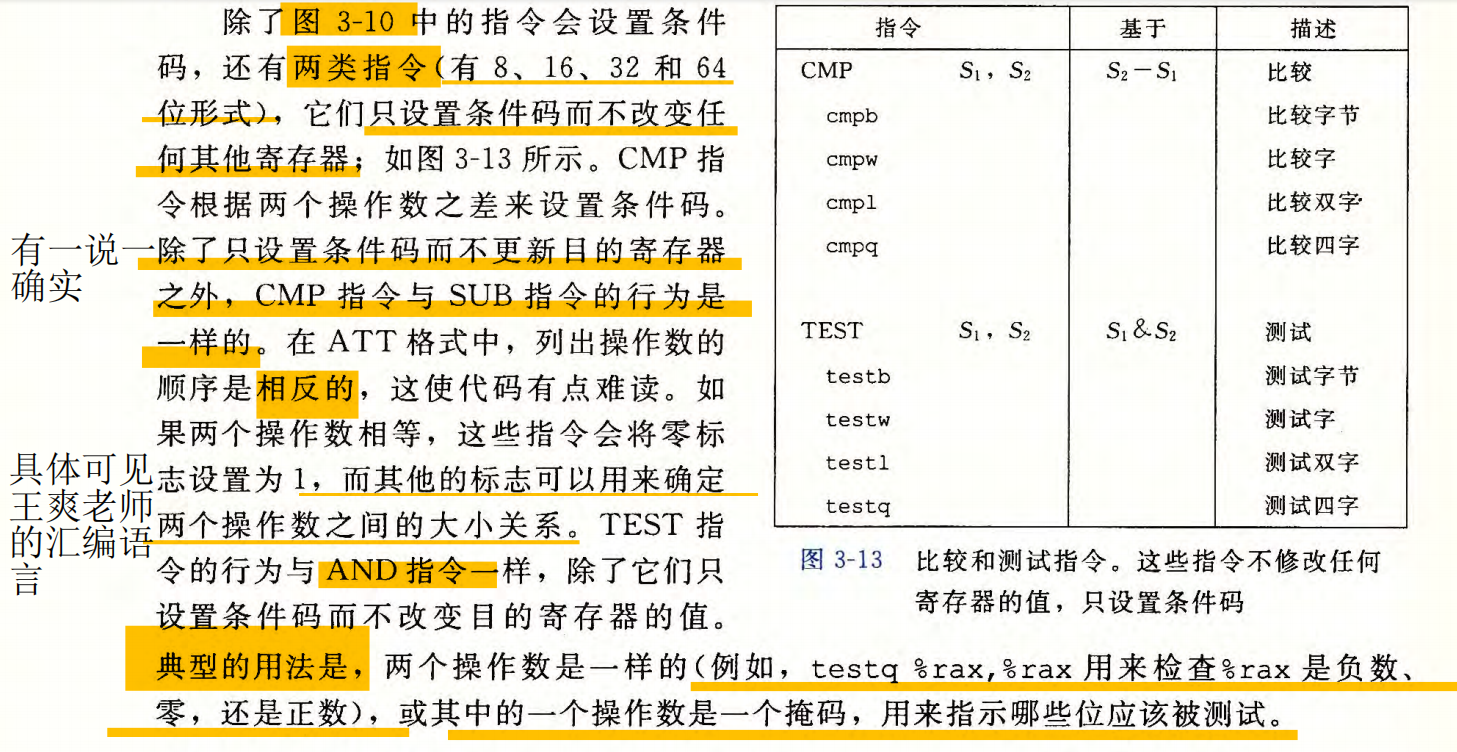 除了图 3-10 中的指令会设置条件
码，还有两类指令(有 8、16、32 和 64
位形式)，它们只设置条件码而不改变任
何其他寄存器；如图 3-13 所示。CMP 指
令根据两个操作数之差来设置条件码。
除了只设置条件码而不更新目的寄存器
之外，CMP 指令与 SUB 指令的行为是
一样的。在 ATT 格式中，列出操作数的
顺序是相反的，这使代码有点难读。如
果两个操作数相等，这些指令会将零标
志设置为 1，而其他的标志可以用来确定
两个操作数之间的大小关系。TEST 指
令的行为与 AND 指令一样，除了它们只
设置条件码而不改变目的寄存器的值。
典型的用法是，两个操作数是一样的(例如，testq %rax,%rax 用来检查%rax 是负数、
零，还是正数)，或其中的一个操作数是一个掩码，用来指示哪些位应该被测试。
有一说一
确实
具体可见
王爽老师
的汇编语
言
指令 基于 描述
CMP S₁，S₂ S₂－S₁ 比较
cmpb 比较字节
cmpw 比较字
cmpl 比较双字
cmpq 比较四字
TEST S₁，S₂ S₁&S₂ 测试
testb 测试字节
testw 测试字
testl 测试双字
testq 测试四字
图 3-13 比较和测试指令。这些指令不修改任何
寄存器的值，只设置条件码